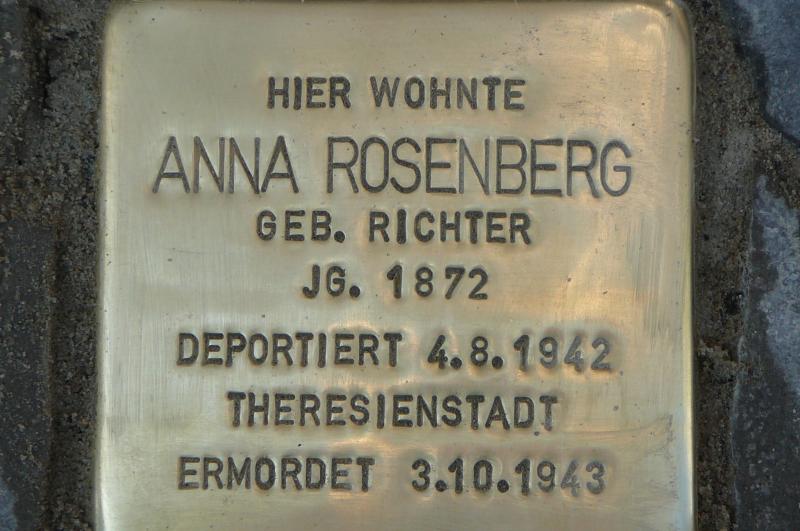 HIER WOHNTE
ANNA ROSENBERG
GEB. RICHTER
JG. 1872
DEPORTIERT 4.8.1942
THERESIENSTADT
ERMORDET 3.10.1943